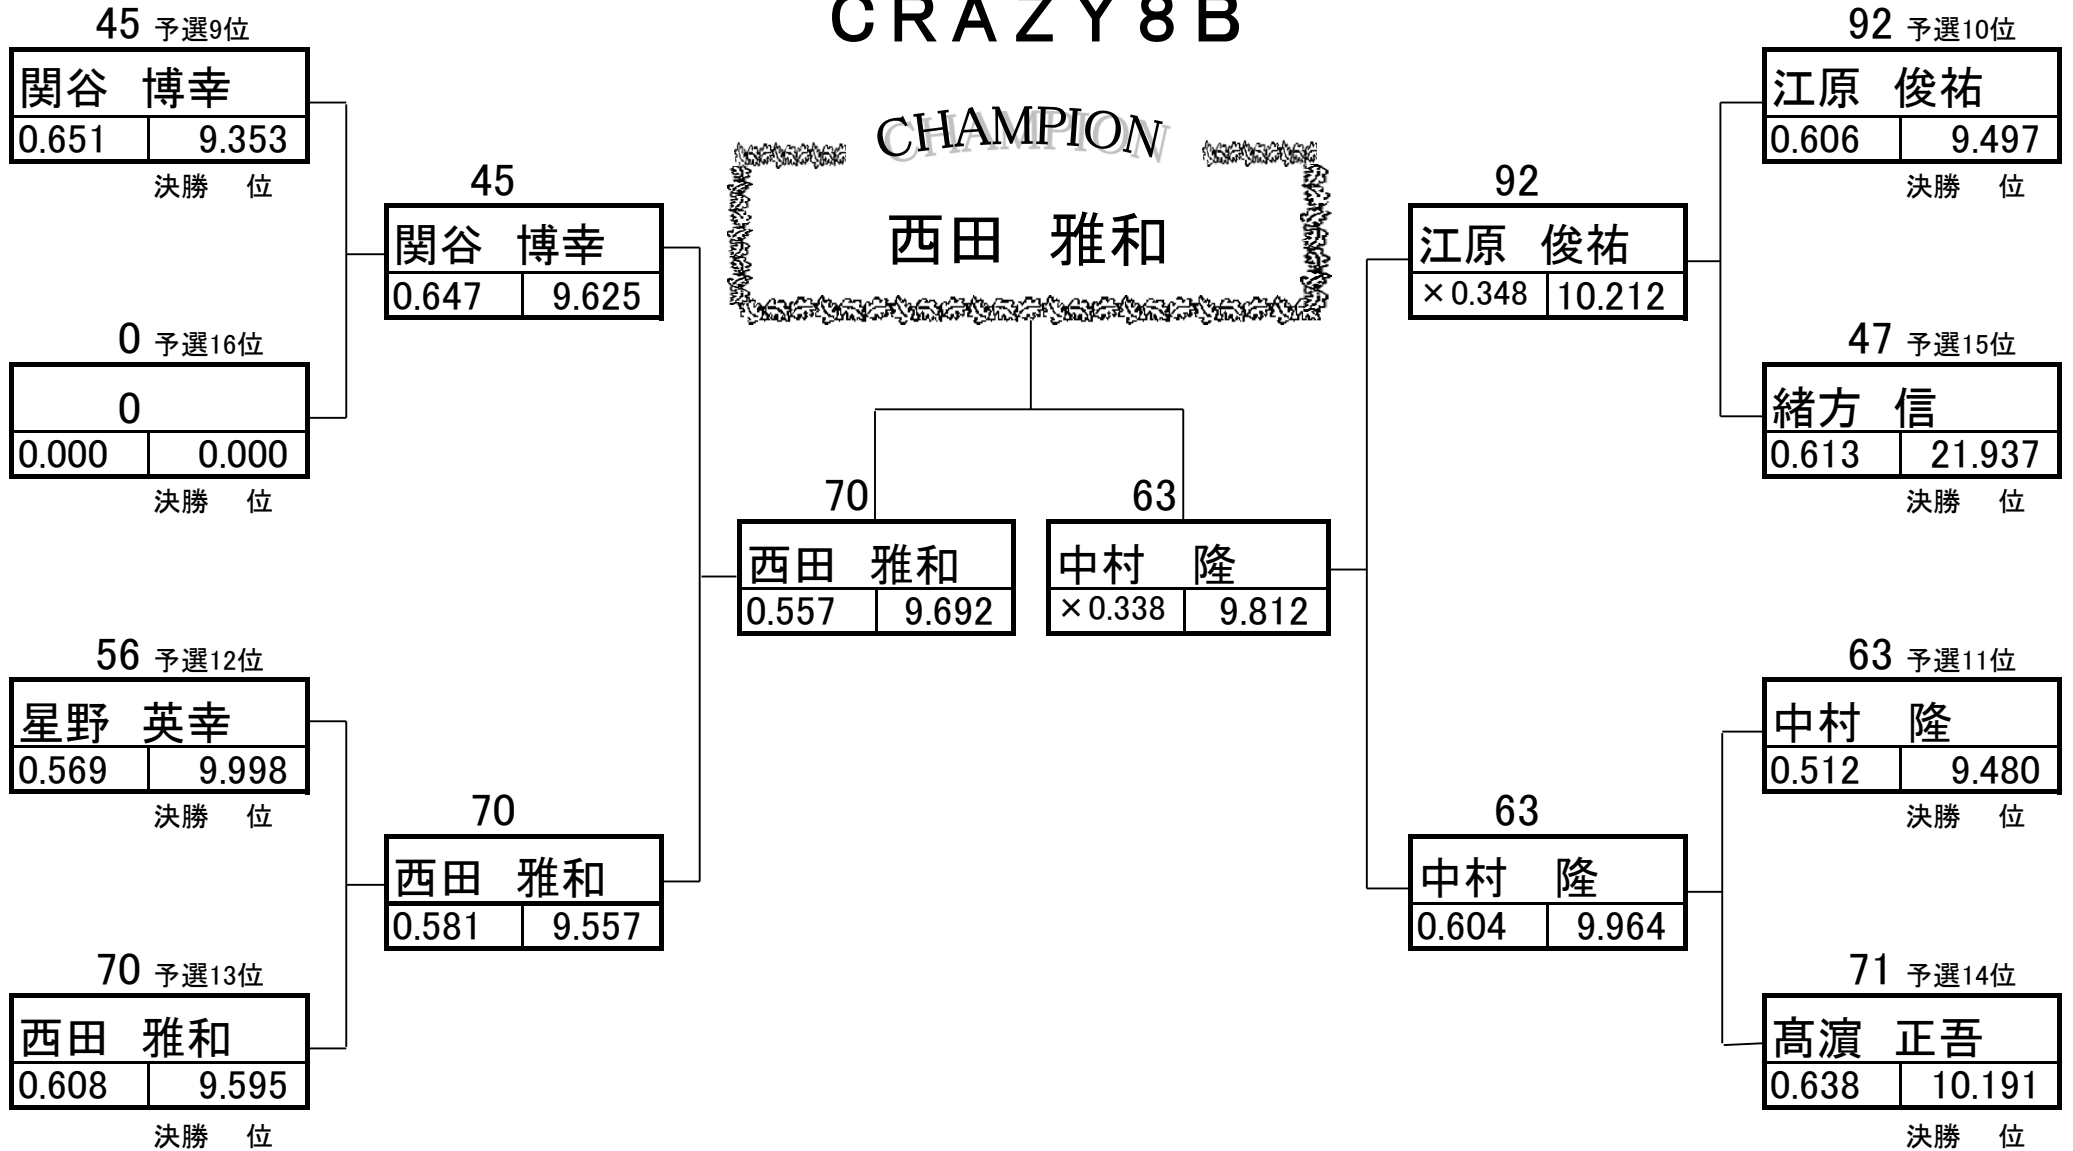 CRAZY8B
CHAMPION
西田 雅和
45 予選9位
関谷 博幸
0.651 9.353
決勝 位
0 予選16位
0
0.000 0.000
決勝 位
56 予選12位
星野 英幸
0.569 9.998
決勝 位
70 予選13位
西田 雅和
0.608 9.595
決勝 位
45
関谷 博幸
0.647 9.625
70
西田 雅和
0.581 9.557
70
西田 雅和
0.557 9.692
63
中村 隆
×0.338 9.812
92
江原 俊祐
×0.348 10.212
63
中村 隆
0.604 9.964
92 予選10位
江原 俊祐
0.606 9.497
決勝 位
47 予選15位
緒方 信
0.613 21.937
決勝 位
63 予選11位
中村 隆
0.512 9.480
決勝 位
71 予選14位
髙濵 正吾
0.638 10.191
決勝 位